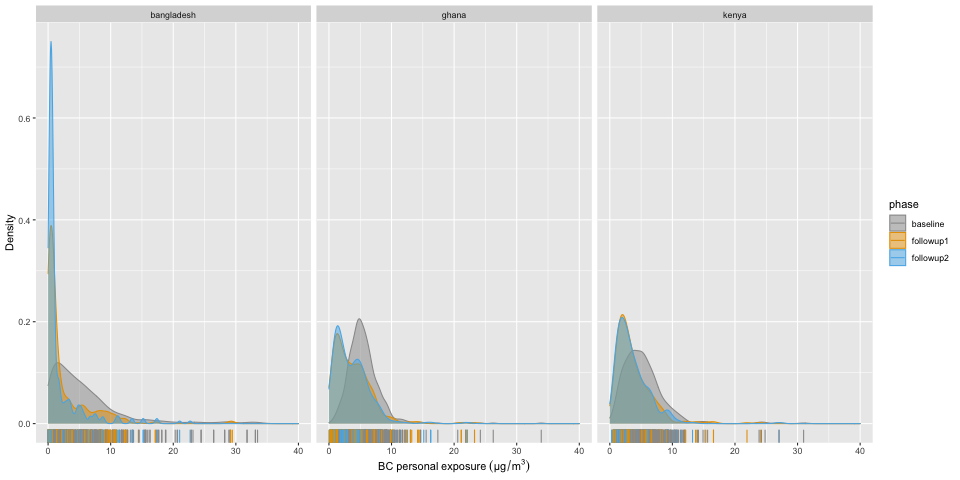 bangladesh
ghana
kenya
Density
0.6
0.4
0.2
0.0
0 10 20 30 40
0 10 20 30 40
0 10 20 30 40
BC personal exposure (μg/m³)
phase
baseline
followup1
followup2